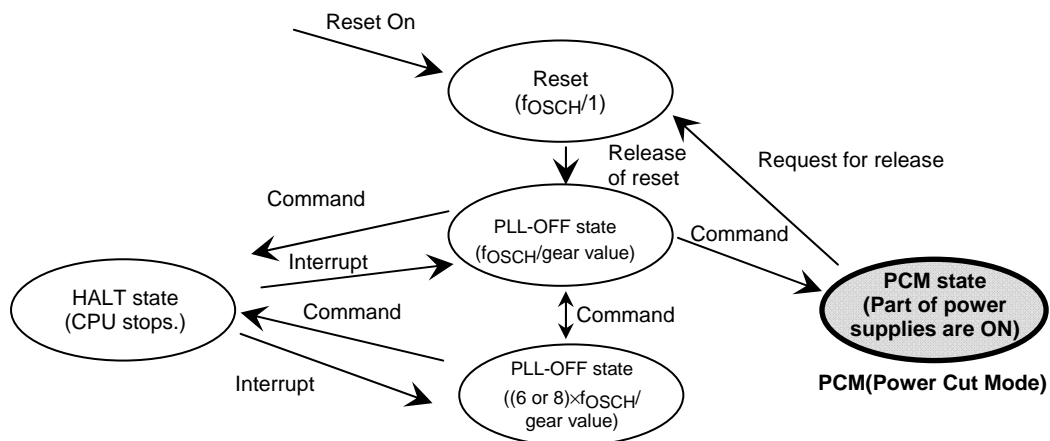 Reset On
Reset
(fOSCH/1)
Release
of reset
Request for release
Command
PLL-OFF state
(fOSCH/gear value)
Command
Interrupt
HALT state
(CPU stops.)
PCM state
(Part of power
supplies are ON)
Command
Command
PLL-OFF state
((6 or 8)×fOSCH/
gear value)
Interrupt
PCM(Power Cut Mode)